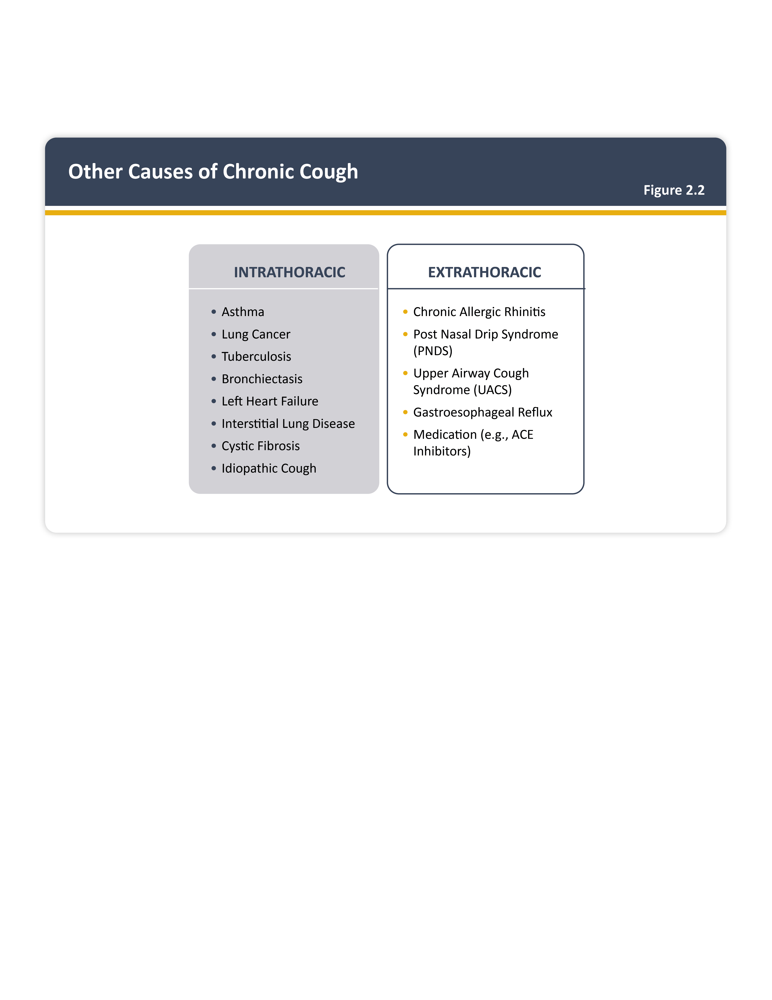 Other Causes of Chronic Cough
Figure 2.2
INTRATHORACIC
• Asthma
• Lung Cancer
• Tuberculosis
• Bronchiectasis
• Left Heart Failure
• Interstitial Lung Disease
• Cystic Fibrosis
• Idiopathic Cough
EXTRATHORACIC
• Chronic Allergic Rhinitis
• Post Nasal Drip Syndrome
(PNDS)
• Upper Airway Cough
Syndrome (UACS)
• Gastroesophageal Reflux
• Medication (e.g., ACE
Inhibitors)